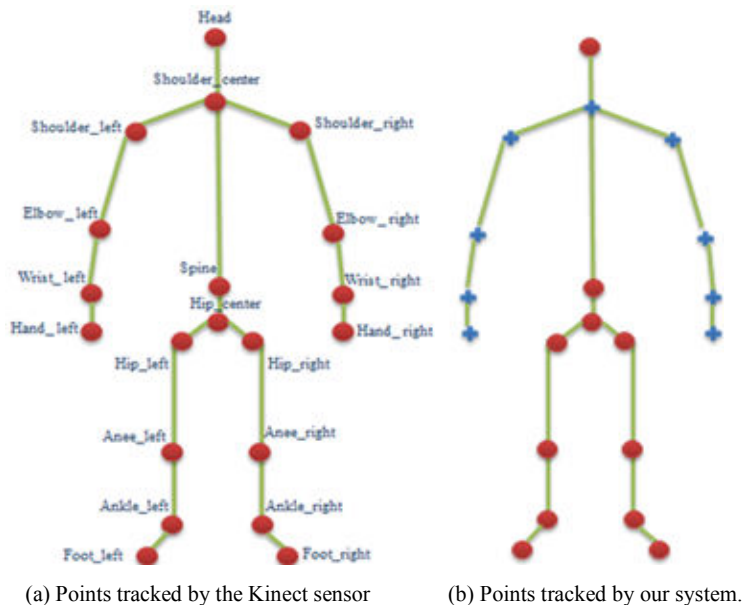 Head
Shoulder_center
Shoulder_left
Shoulder_right
Elbow_left
Elbow_right
Spine
Wrist_left
Wrist_right
Hip_center
Hand_left
Hand_right
Hip_left
Hip_right
Anee_left
Anee_right
Ankle_left
Ankle_right
Foot_left
Foot_right
(a) Points tracked by the Kinect sensor
(b) Points tracked by our system.